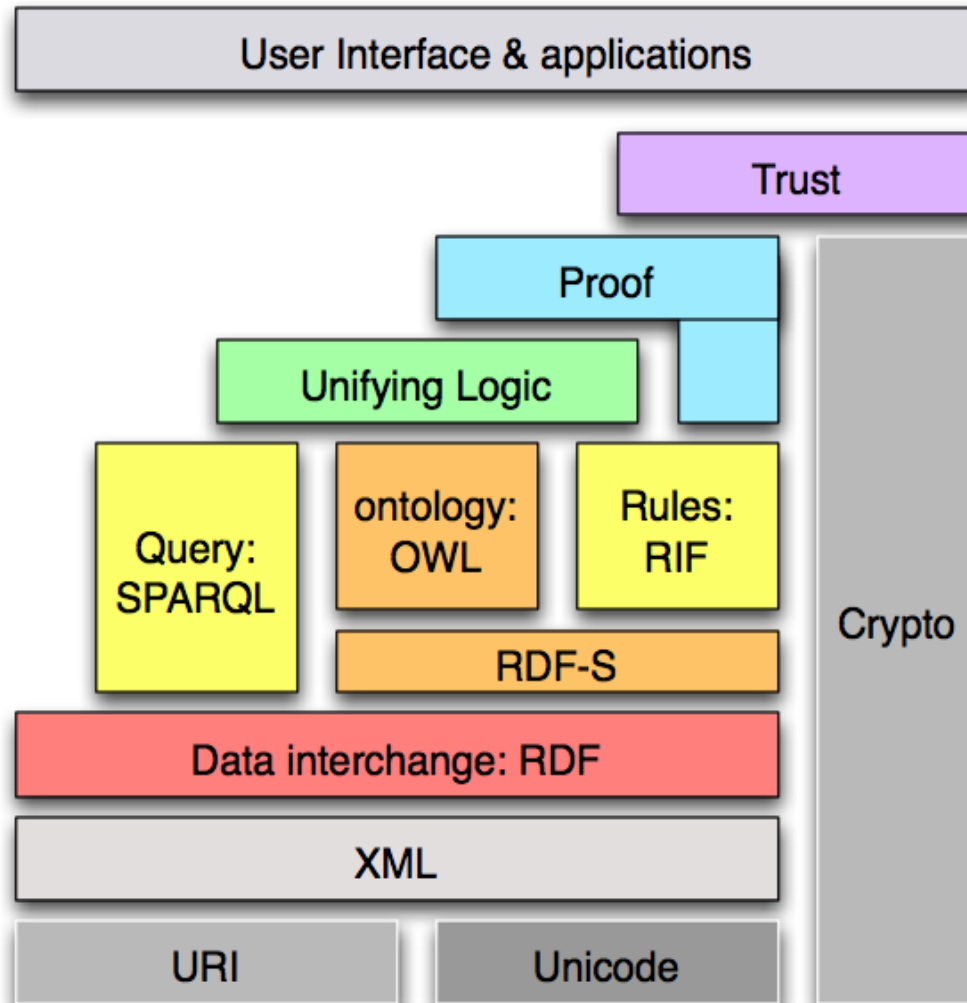 User Interface & applications
Trust
Proof
Unifying Logic
ontology:
OWL
Rules:
RIF
Query:
SPARQL
Crypto
RDF-S
Data interchange: RDF
XML
URI
Unicode